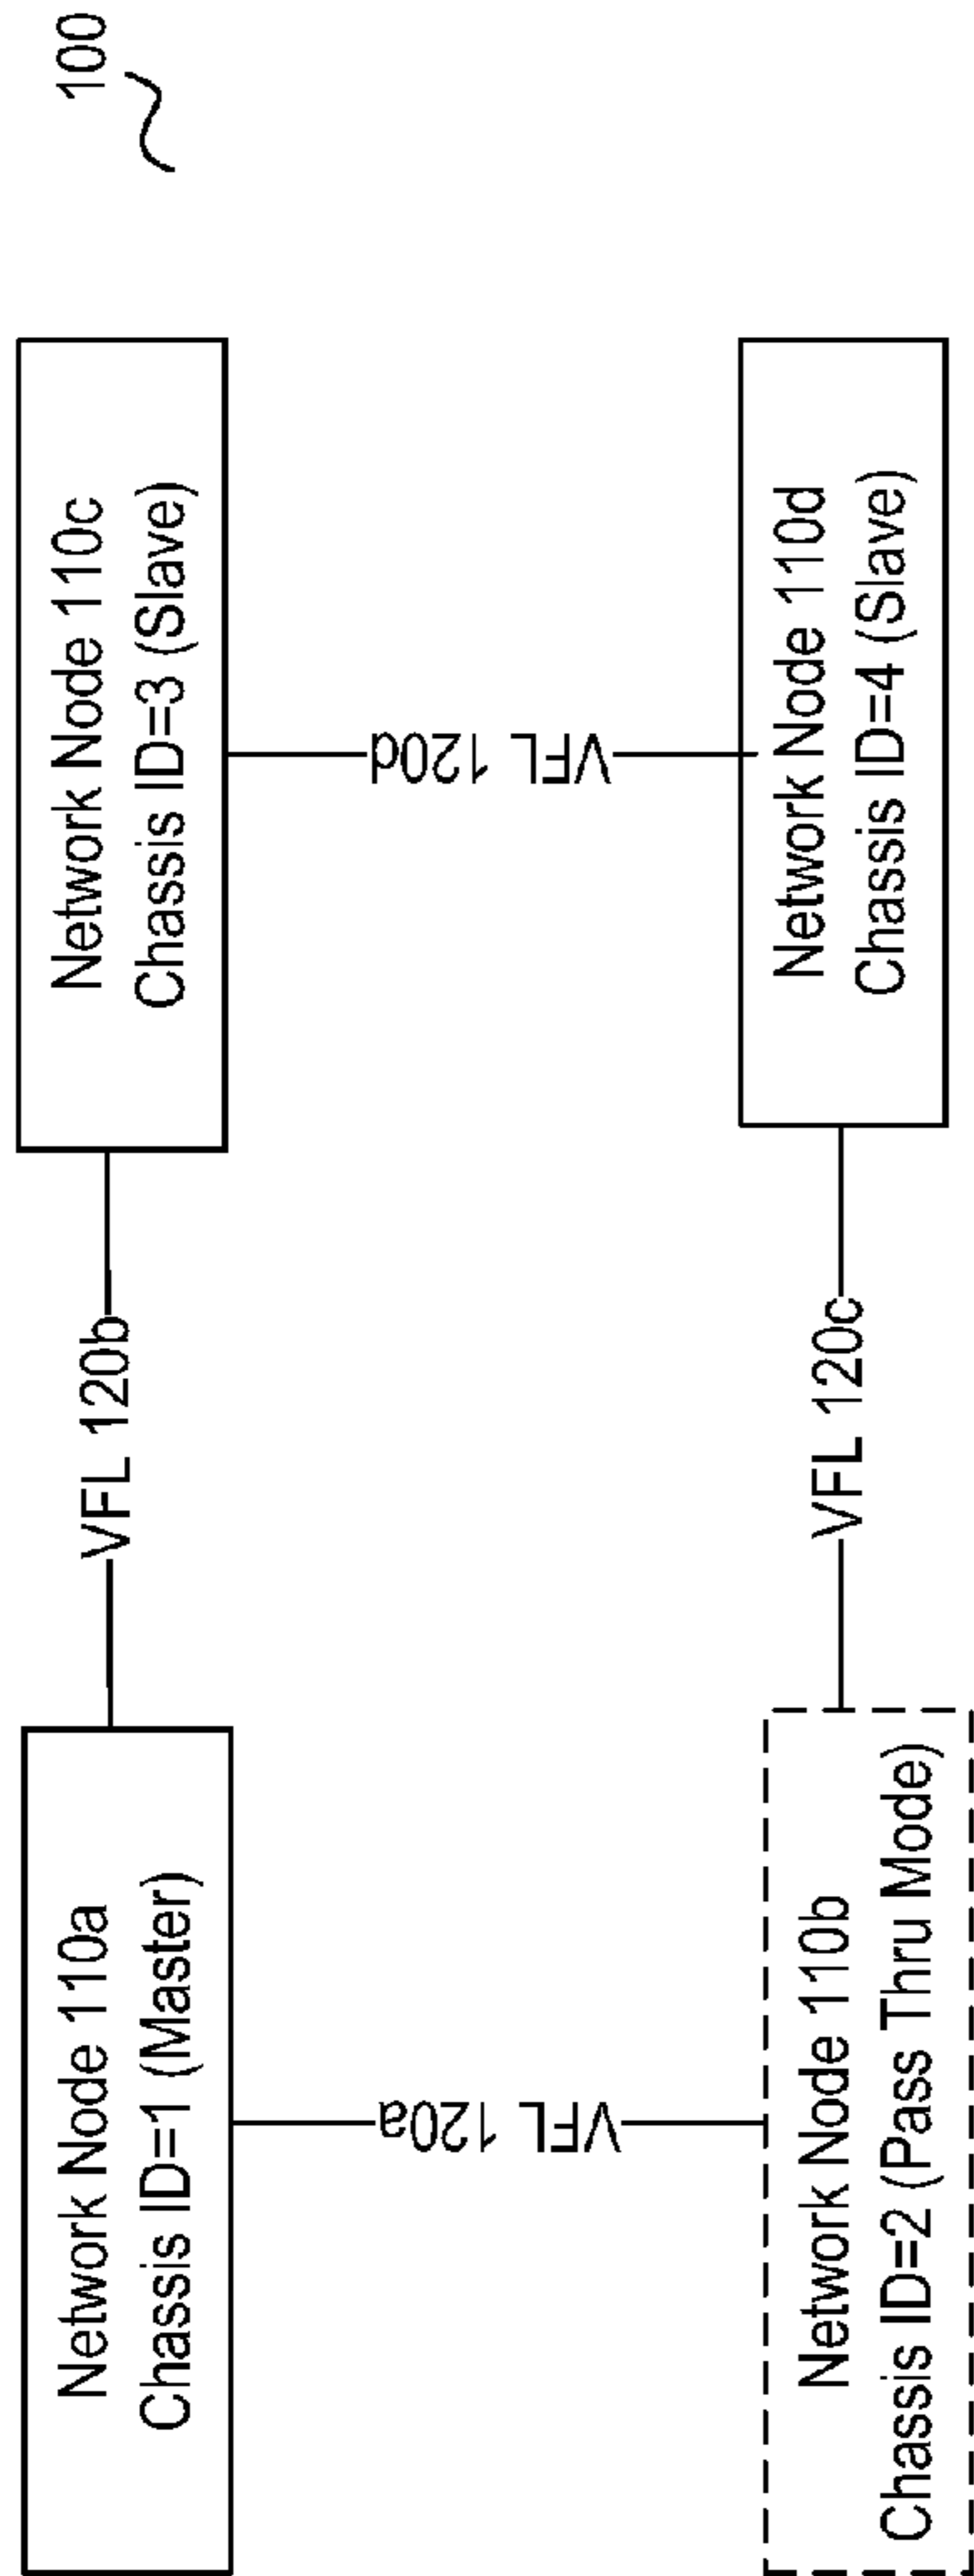 100
Network Node 110a
Chassis ID=1 (Master)
VFL 120b
Network Node 110c
Chassis ID=3 (Slave)
VFL 120a
VFL 120d
Network Node 110b
Chassis ID=2 (Pass Thru Mode)
VFL 120c
Network Node 110d
Chassis ID=4 (Slave)